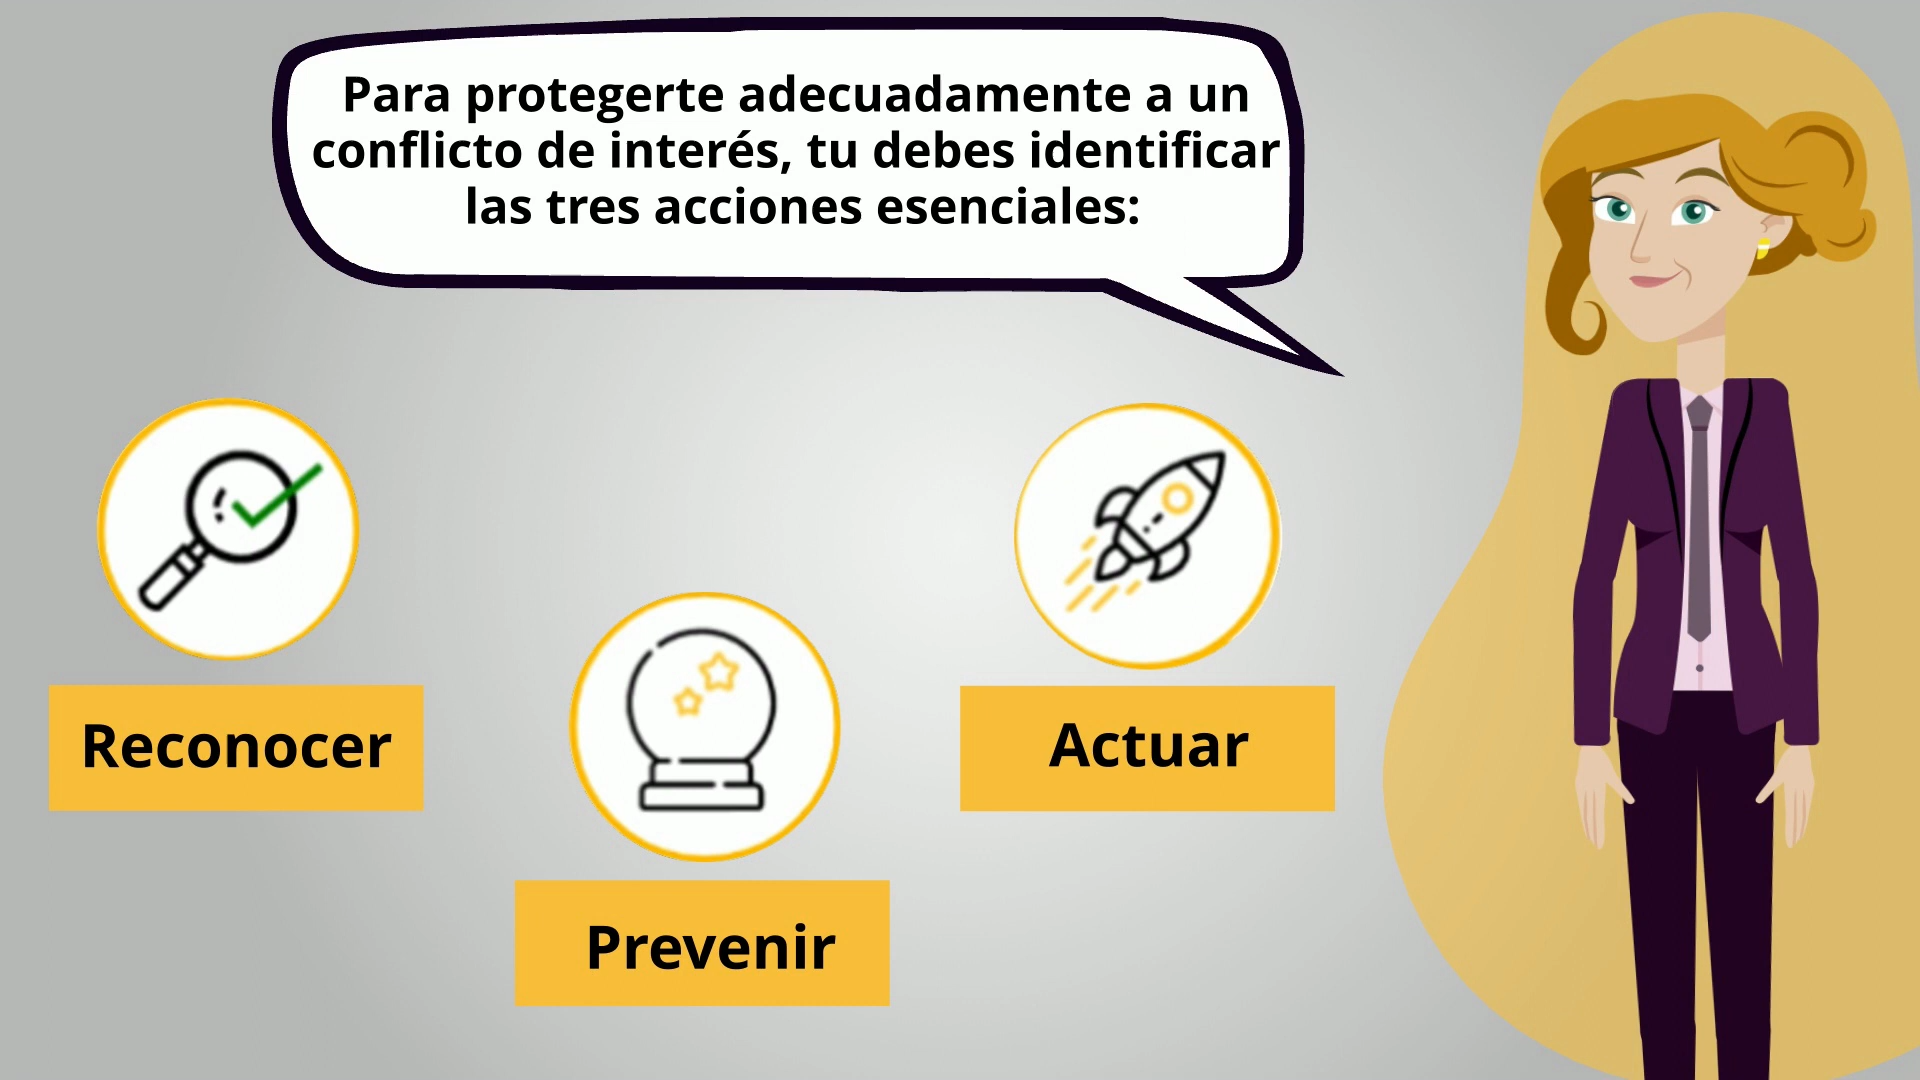 Para protegerte adecuadamente a un
conflicto de interés, tu debes identificar
las tres acciones esenciales:
Reconocer
Prevenir
Actuar